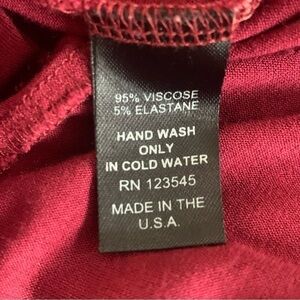 95% VISCOSE
5% ELASTANE
HAND WASH
ONLY
IN COLD WATER
RN 123545
MADE IN THE
U.S.A.